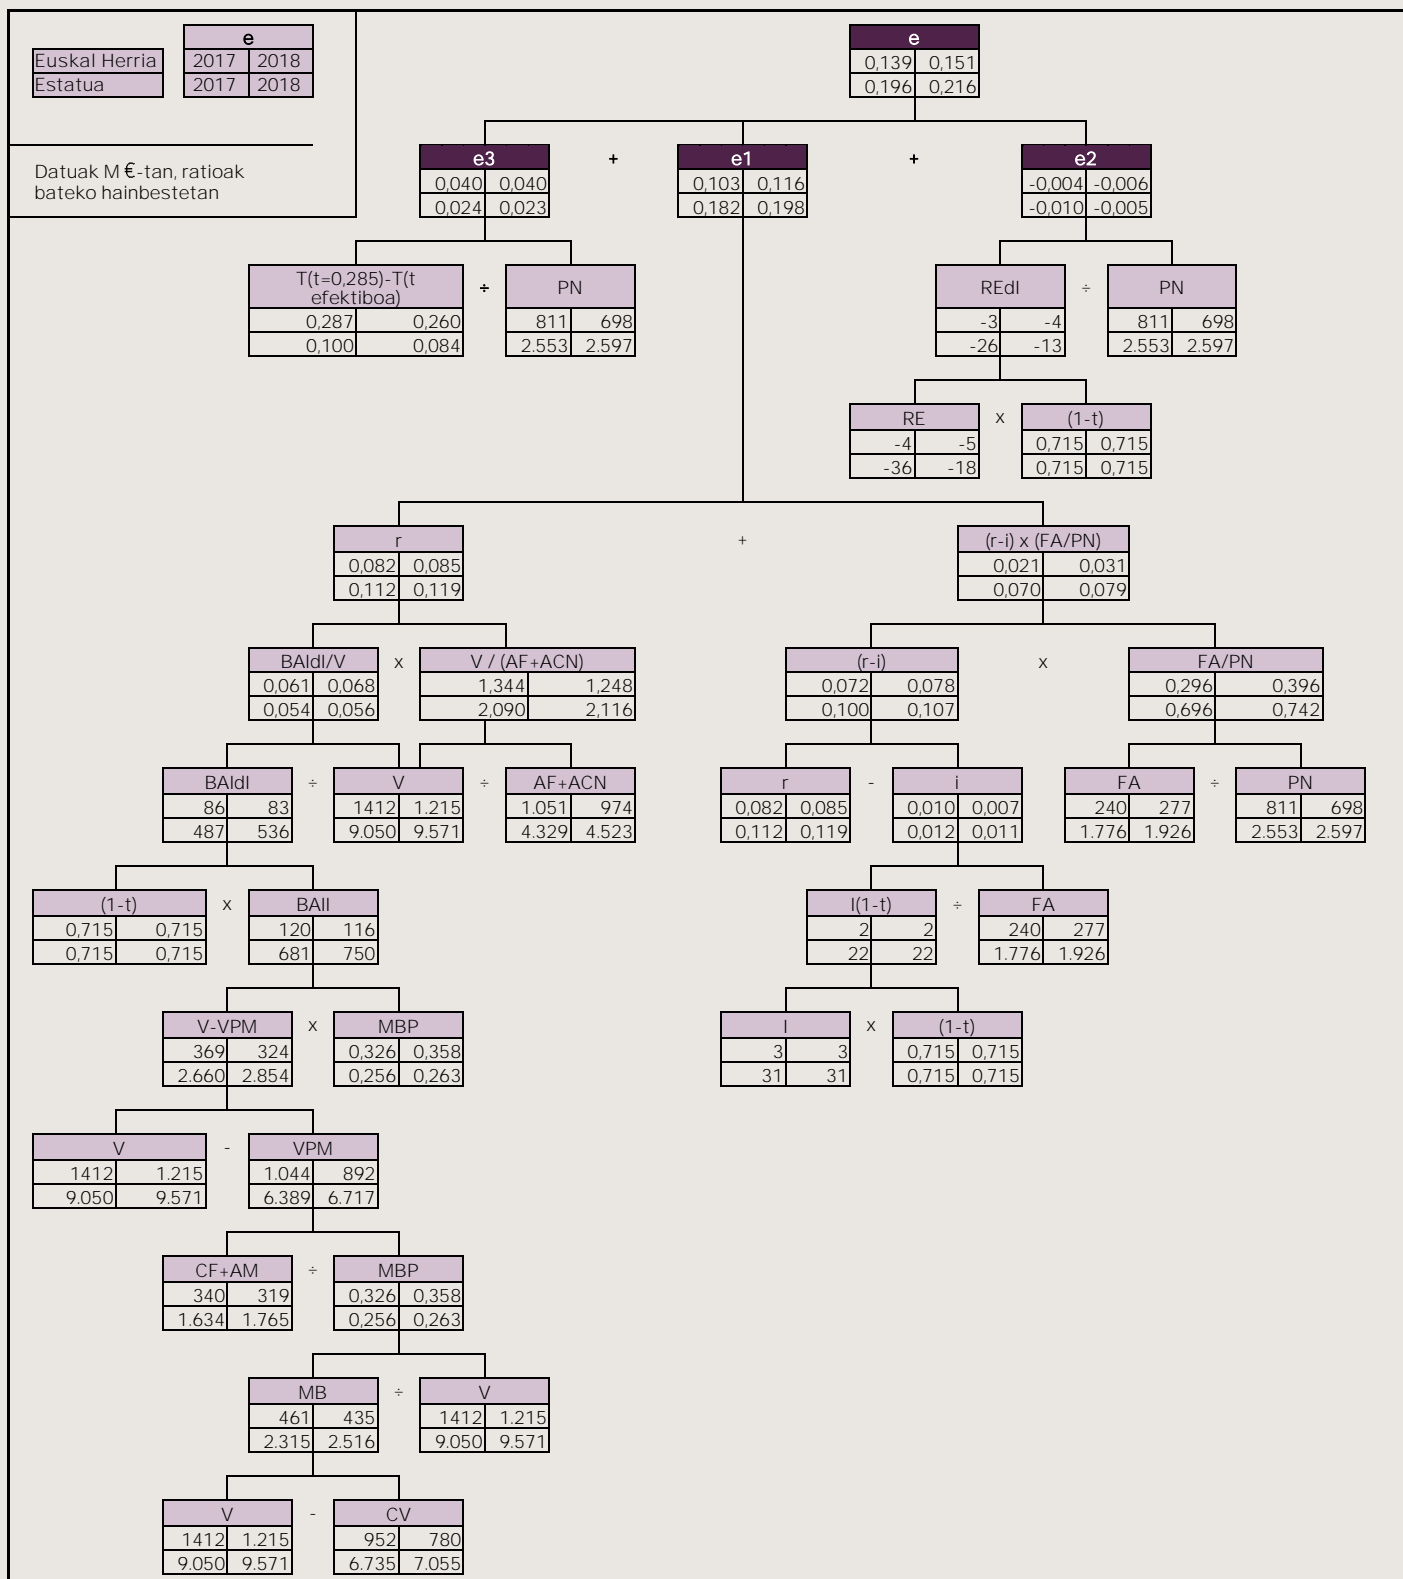 e
Euskal Herria 2017 2018
Estatua 2017 2018
Datuak M €-tan, ratioak
bateko hainbestetan
e
0,139 0,151
0,196 0,216
e3 + e1 + e2
0,040 0,040 0,103 0,116 -0,004 -0,006
0,024 0,023 0,182 0,198 -0,010 -0,005
T(t=0,285)-T(t
efektiboa) ÷ PN REdI ÷ PN
0,287 0,260 811 698 -3 -4 811 698
0,100 0,084 2.553 2.597 -26 -13 2.553 2.597
RE x (1-t)
-4 -5 0,715 0,715
-36 -18 0,715 0,715
r + (r-i) x (FA/PN)
0,082 0,085 0,021 0,031
0,112 0,119 0,070 0,079
BAIdI/V x V / (AF+ACN) (r-i) x FA/PN
0,061 0,068 1,344 1,248 0,072 0,078 0,296 0,396
0,054 0,056 2,090 2,116 0,100 0,107 0,696 0,742
BAIdI ÷ V ÷ AF+ACN r - i FA ÷ PN
86 83 1412 1.215 1.051 974 0,082 0,085 0,010 0,007 240 277 811 698
487 536 9.050 9.571 4.329 4.523 0,112 0,119 0,012 0,011 1.776 1.926 2.553 2.597
(1-t) x BAII I(1-t) ÷ FA
0,715 0,715 120 116 2 2 240 277
0,715 0,715 681 750 22 22 1.776 1.926
V-VPM x MBP I x (1-t)
369 324 0,326 0,358 3 3 0,715 0,715
2.660 2.854 0,256 0,263 31 31 0,715 0,715
V - VPM
1412 1.215 1.044 892
9.050 9.571 6.389 6.717
CF+AM ÷ MBP
340 319 0,326 0,358
1.634 1.765 0,256 0,263
MB ÷ V
461 435 1412 1.215
2.315 2.516 9.050 9.571
V - CV
1412 1.215 952 780
9.050 9.571 6.735 7.055